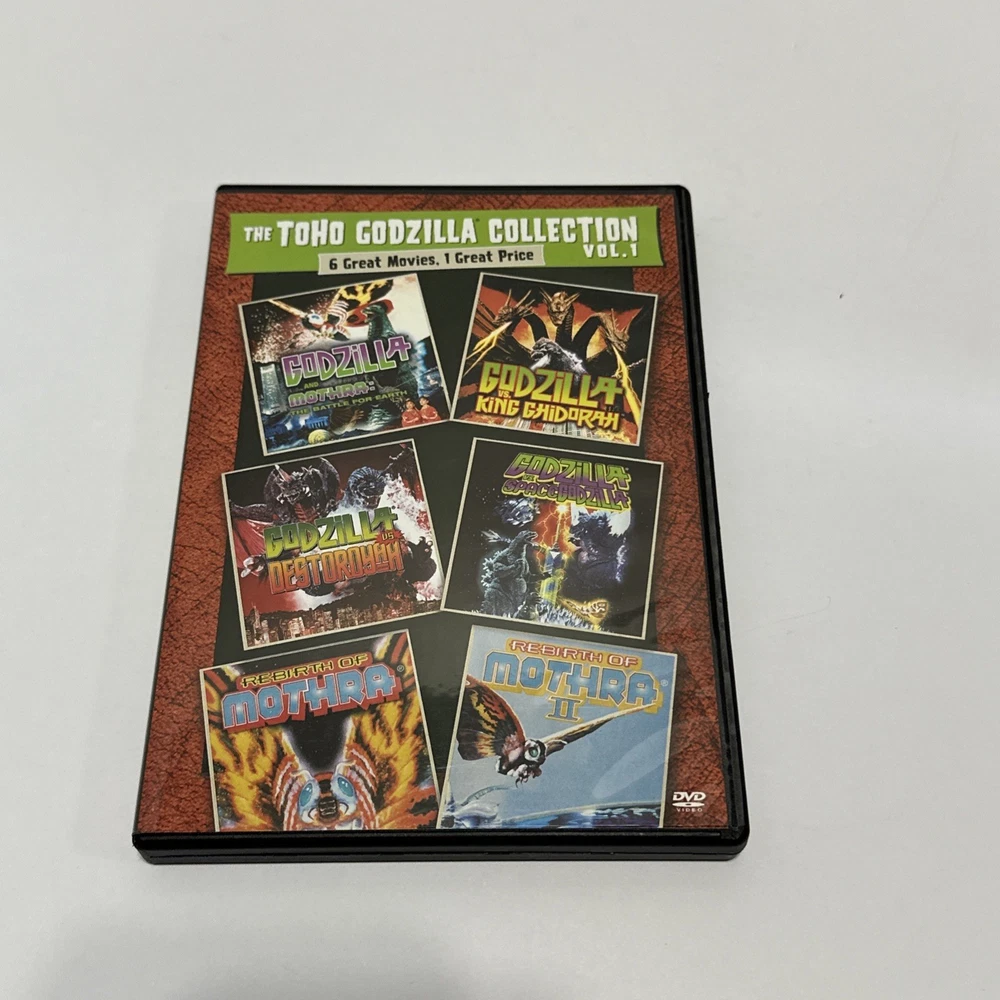 THE TOHO GODZILLA COLLECTION
VOL.1
6 Great Movies, 1 Great Price
GODZILLA
AND
MOTHRA:
THE BATTLE FOR EARTH
GODZILLA
VS.
KING GHIDORAH
GODZILLA
VS
DESTOROYAH
GODZILLA
VS
SPACEGODZILLA
REBIRTH OF
MOTHRA®
REBIRTH OF
MOTHRA®
II
DVD
VIDEO